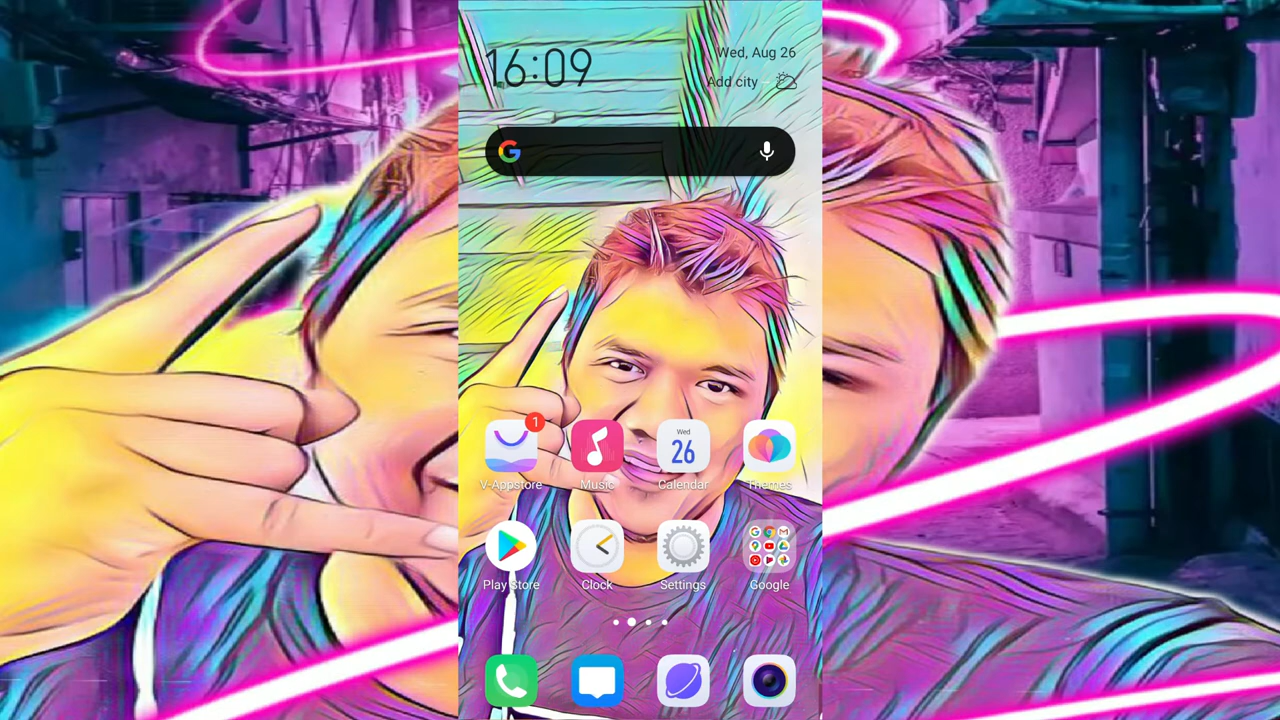 16:09
Wed, Aug 26
Add city
1
V-Appstore
Music
Wed
26
Calendar
Themes
Play Store
Clock
Settings
Google